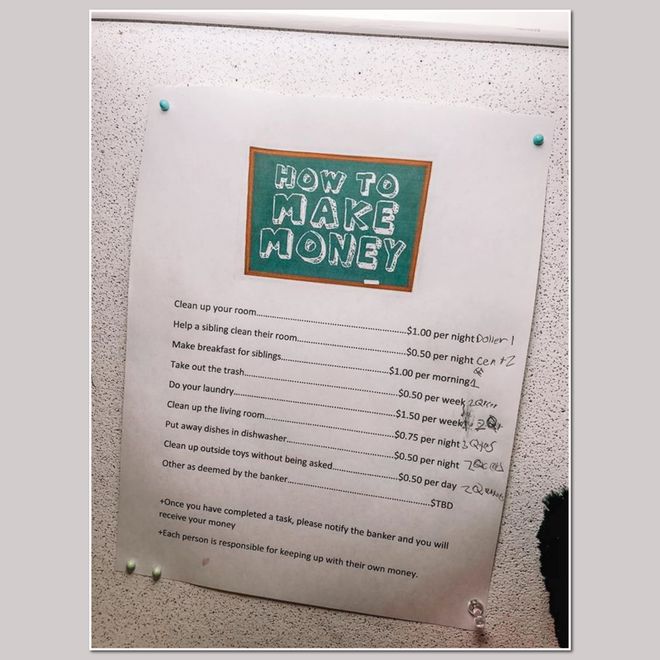 HOW TO
MAKE
MONEY
Clean up your room..........................................$1.00 per night Doller 1
Help a sibling clean their room..............................$0.50 per night
Make breakfast for siblings..................................$1.00 per morning 1
Take out the trash...........................................$0.50 per week
Do your laundry..............................................$1.50 per week
Clean up the living room.....................................$0.75 per night
Put away dishes in dishwasher................................$0.50 per night
Clean up outside toys without being asked....................$0.50 per day
Other as deemed by the banker................................$TBD
+Once you have completed a task, please notify the banker and you will
receive your money
+Each person is responsible for keeping up with their own money.